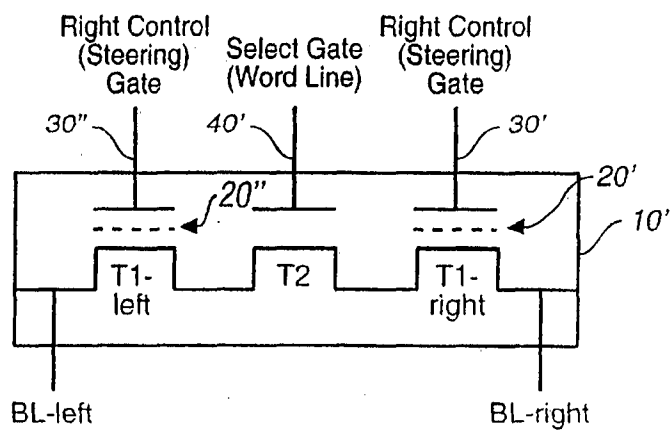 Right Control
(Steering)
Gate
Select Gate
(Word Line)
Right Control
(Steering)
Gate
30"
40'
30'
20"
20'
10'
T1-
left
T2
T1-
right
BL-left
BL-right